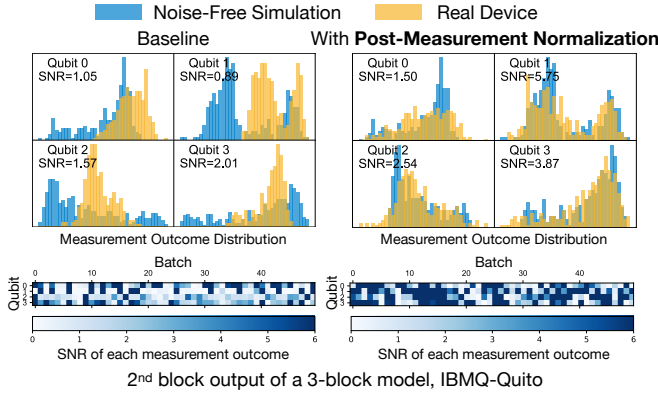 Noise-Free Simulation Real Device
Baseline With Post-Measurement Normalization
Qubit 0
SNR=1.05
Qubit 1
SNR=0.89
Qubit 0
SNR=1.50
Qubit 1
SNR=5.75
Qubit 2
SNR=1.57
Qubit 3
SNR=2.01
Qubit 2
SNR=2.54
Qubit 3
SNR=3.87
Measurement Outcome Distribution Measurement Outcome Distribution
Batch Batch
0 10 20 30 40 0 10 20 30 40
Qubit
0
1
2
3
Qubit
0
1
2
3
0 1 2 3 4 5 6 0 1 2 3 4 5 6
SNR of each measurement outcome SNR of each measurement outcome
2nd block output of a 3-block model, IBMQ-Quito